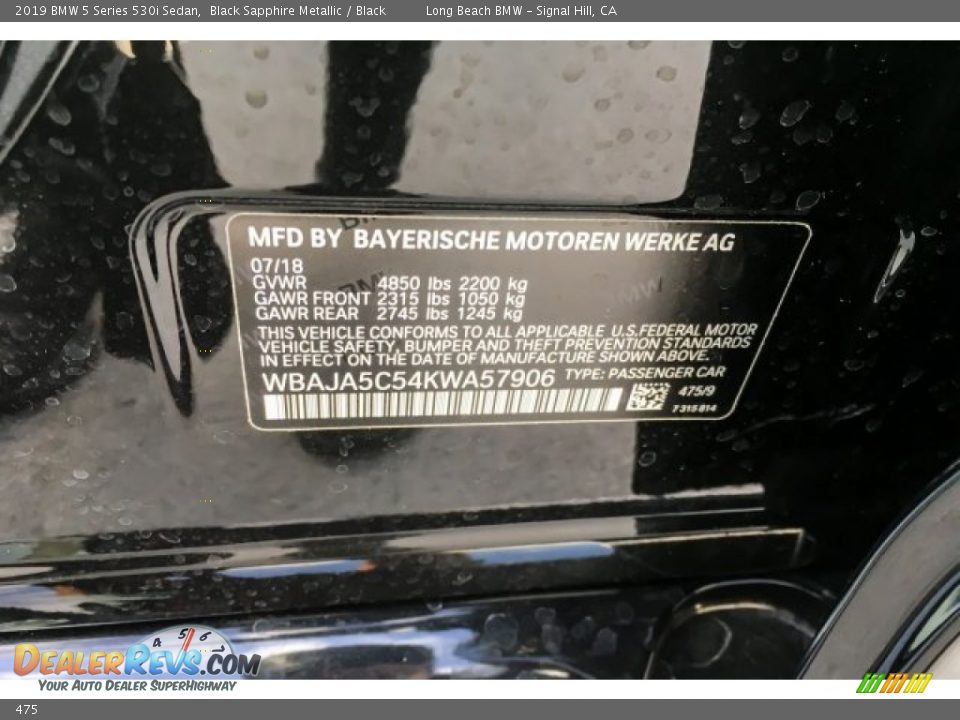 2019 BMW 5 Series 530i Sedan, Black Sapphire Metallic / Black Long Beach BMW - Signal Hill, CA
MFD BY BAYERISCHE MOTOREN WERKE AG
07/18
GVWR 4850 lbs 2200 kg
GAWR FRONT 2315 lbs 1050 kg
GAWR REAR 2745 lbs 1245 kg
THIS VEHICLE CONFORMS TO ALL APPLICABLE U.S.FEDERAL MOTOR
VEHICLE SAFETY, BUMPER AND THEFT PREVENTION STANDARDS
IN EFFECT ON THE DATE OF MANUFACTURE SHOWN ABOVE.
WBAJA5C54KWA57906 TYPE: PASSENGER CAR
475/9
7315814
4 5 6
DEALERREVS.COM
YOUR AUTO DEALER SUPERHIGHWAY
475